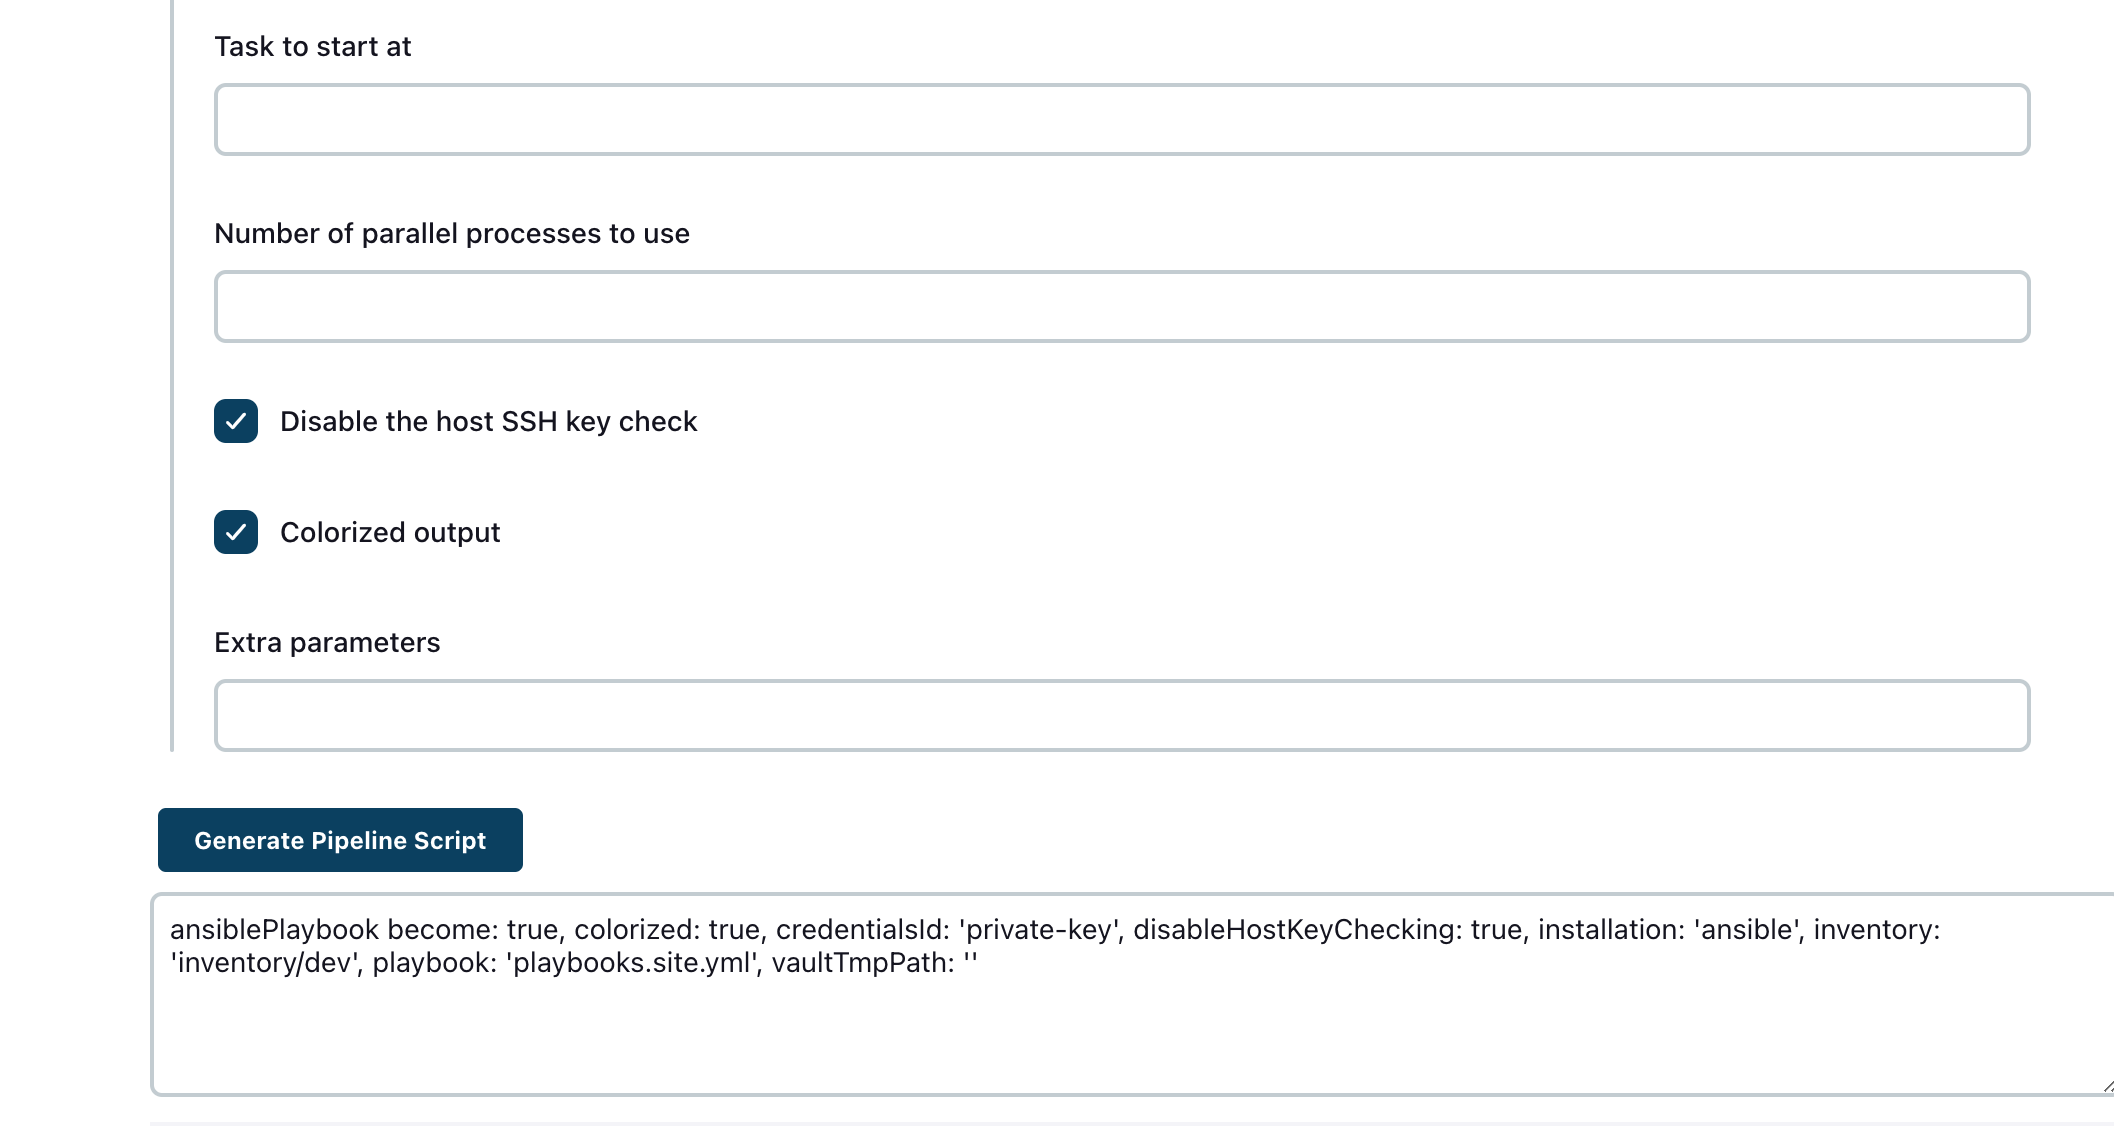 Task to start at
Number of parallel processes to use
Disable the host SSH key check
Colorized output
Extra parameters
Generate Pipeline Script
ansiblePlaybook become: true, colorized: true, credentialsId: 'private-key', disableHostKeyChecking: true, installation: 'ansible', inventory:
'inventory/dev', playbook: 'playbooks.site.yml', vaultTmpPath: ''